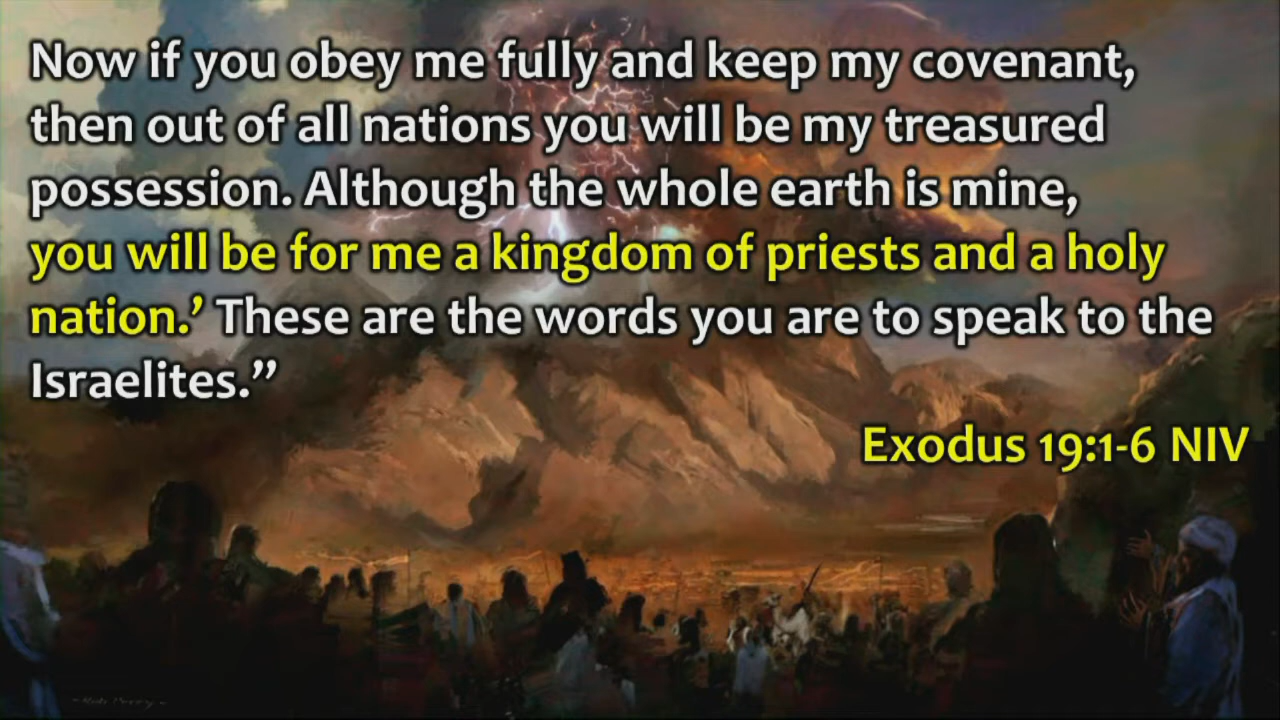 Now if you obey me fully and keep my covenant,
then out of all nations you will be my treasured
possession. Although the whole earth is mine,
you will be for me a kingdom of priests and a holy
nation.’ These are the words you are to speak to the
Israelites.”
Exodus 19:1-6 NIV